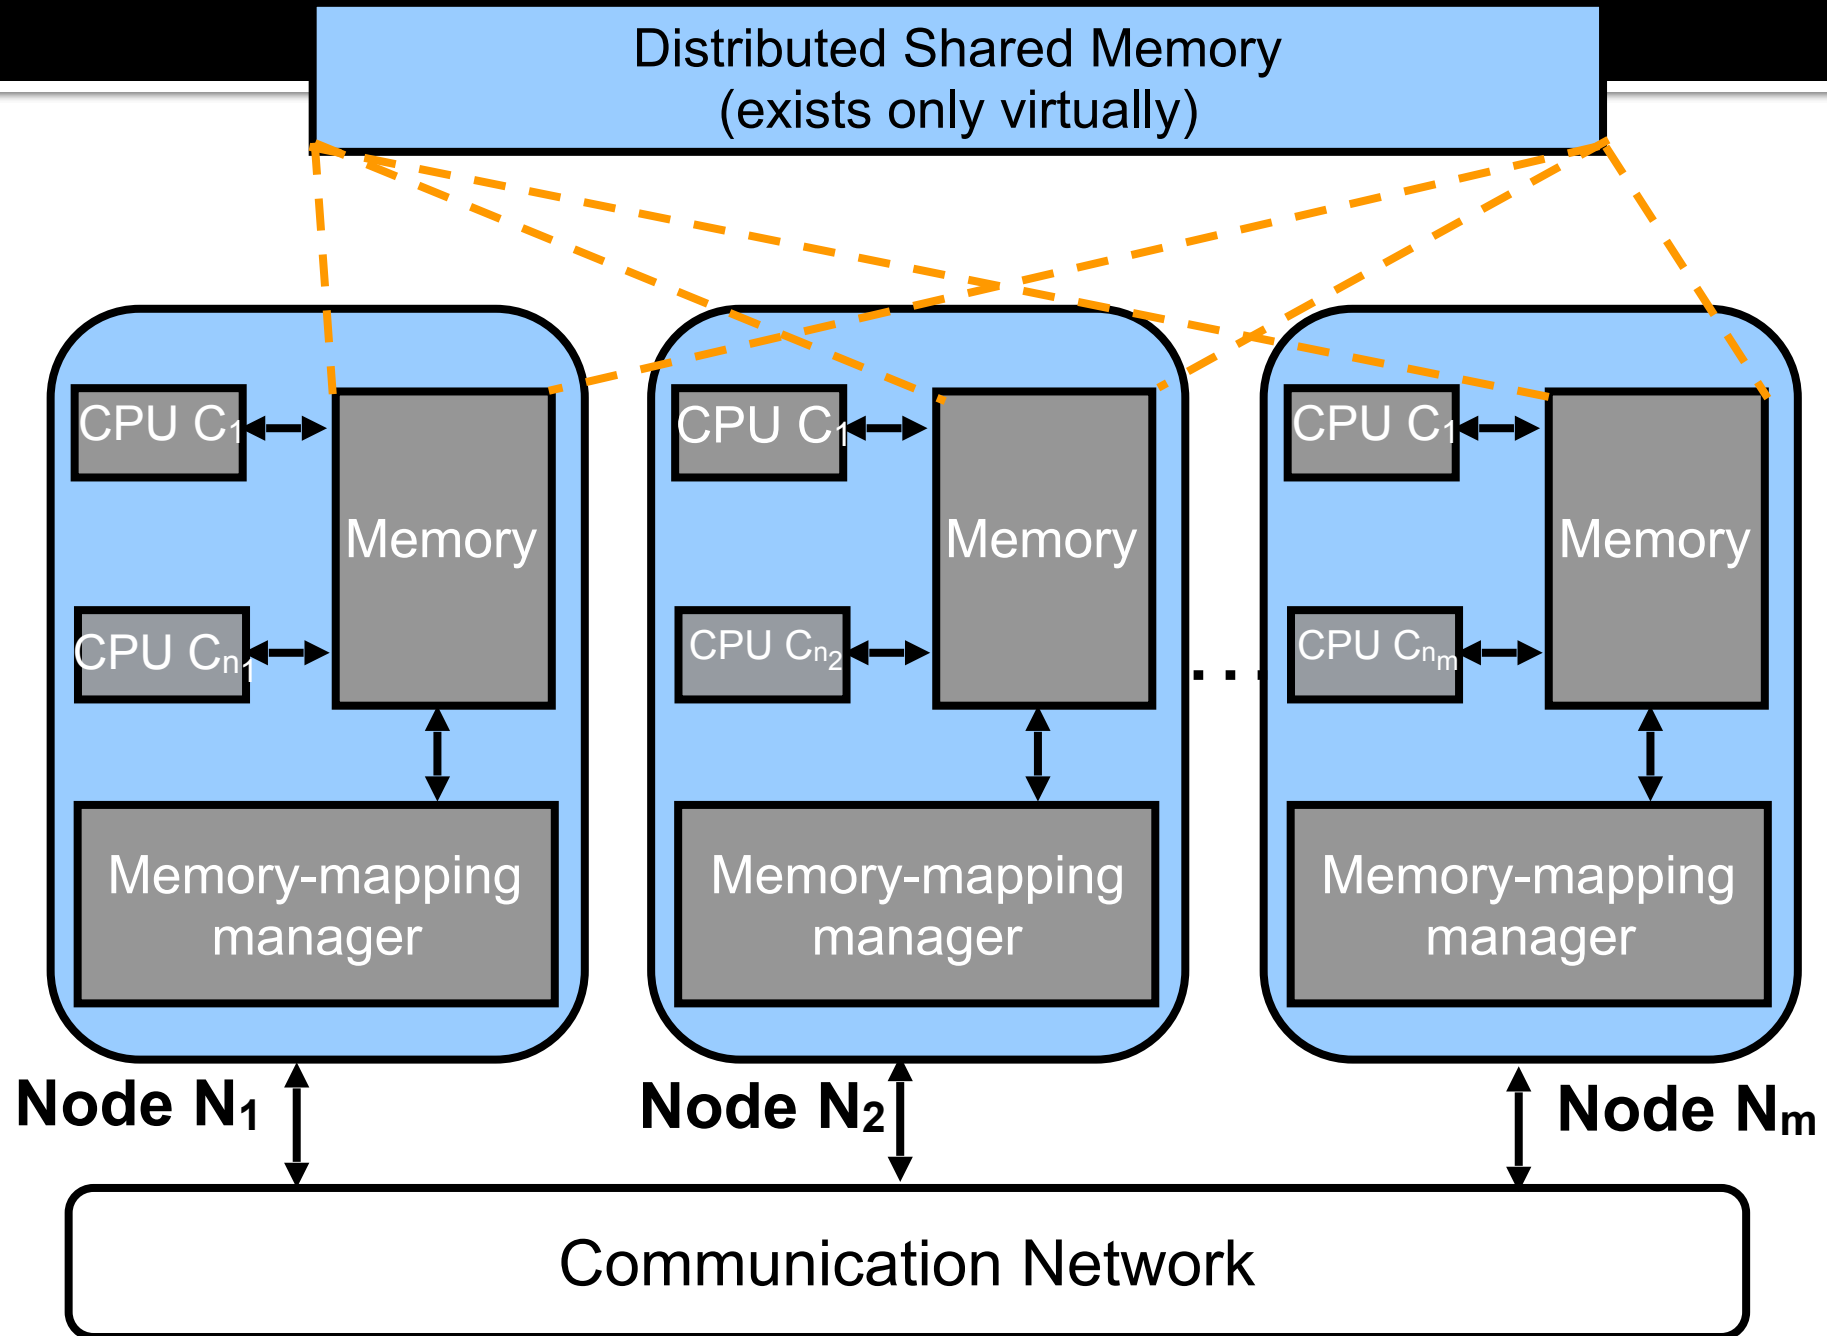 Distributed Shared Memory
(exists only virtually)
CPU C₁
Memory
CPU Cₙ₁
Memory-mapping
manager
Node N₁
CPU C₁
Memory
CPU Cₙ₂
Memory-mapping
manager
Node N₂
...
CPU C₁
Memory
CPU Cₙₘ
Memory-mapping
manager
Node Nₘ
Communication Network